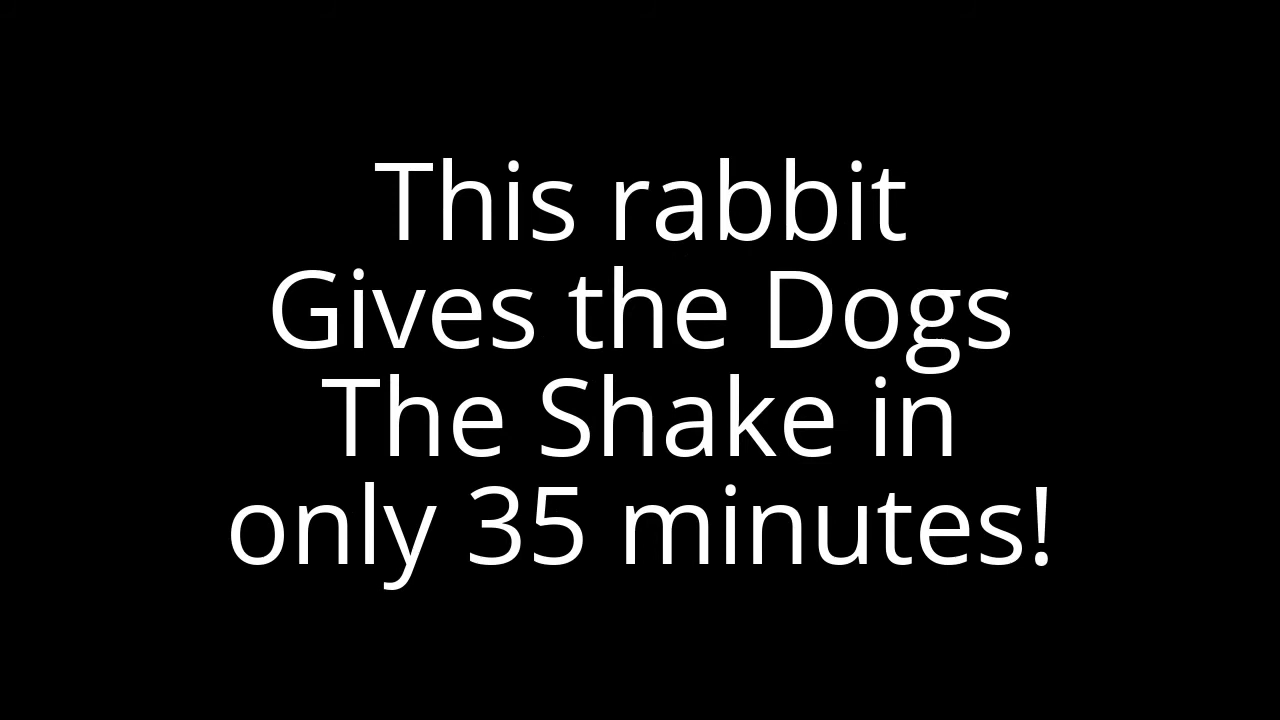 This rabbit
Gives the Dogs
The Shake in
only 35 minutes!